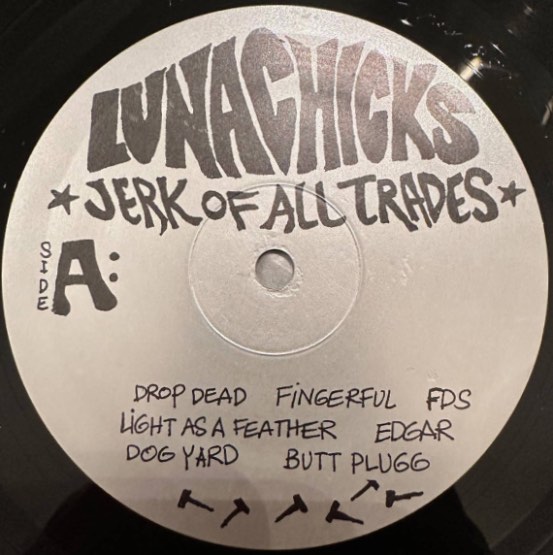 LUNACHICKS
★JERK OF ALL TRADES★
SIDE A:
DROP DEAD FiNGERFUL FDS
LiGHT AS A FEATHER EDGAR
DOG YARD BUTT PLUGG